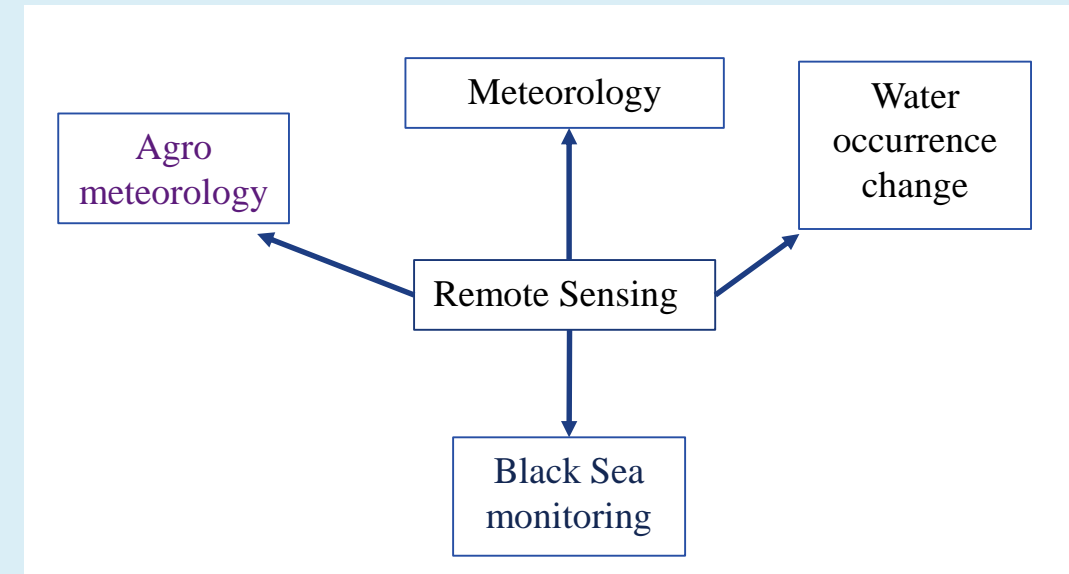 Meteorology
Water
occurrence
change
Agro
meteorology
Remote Sensing
Black Sea
monitoring